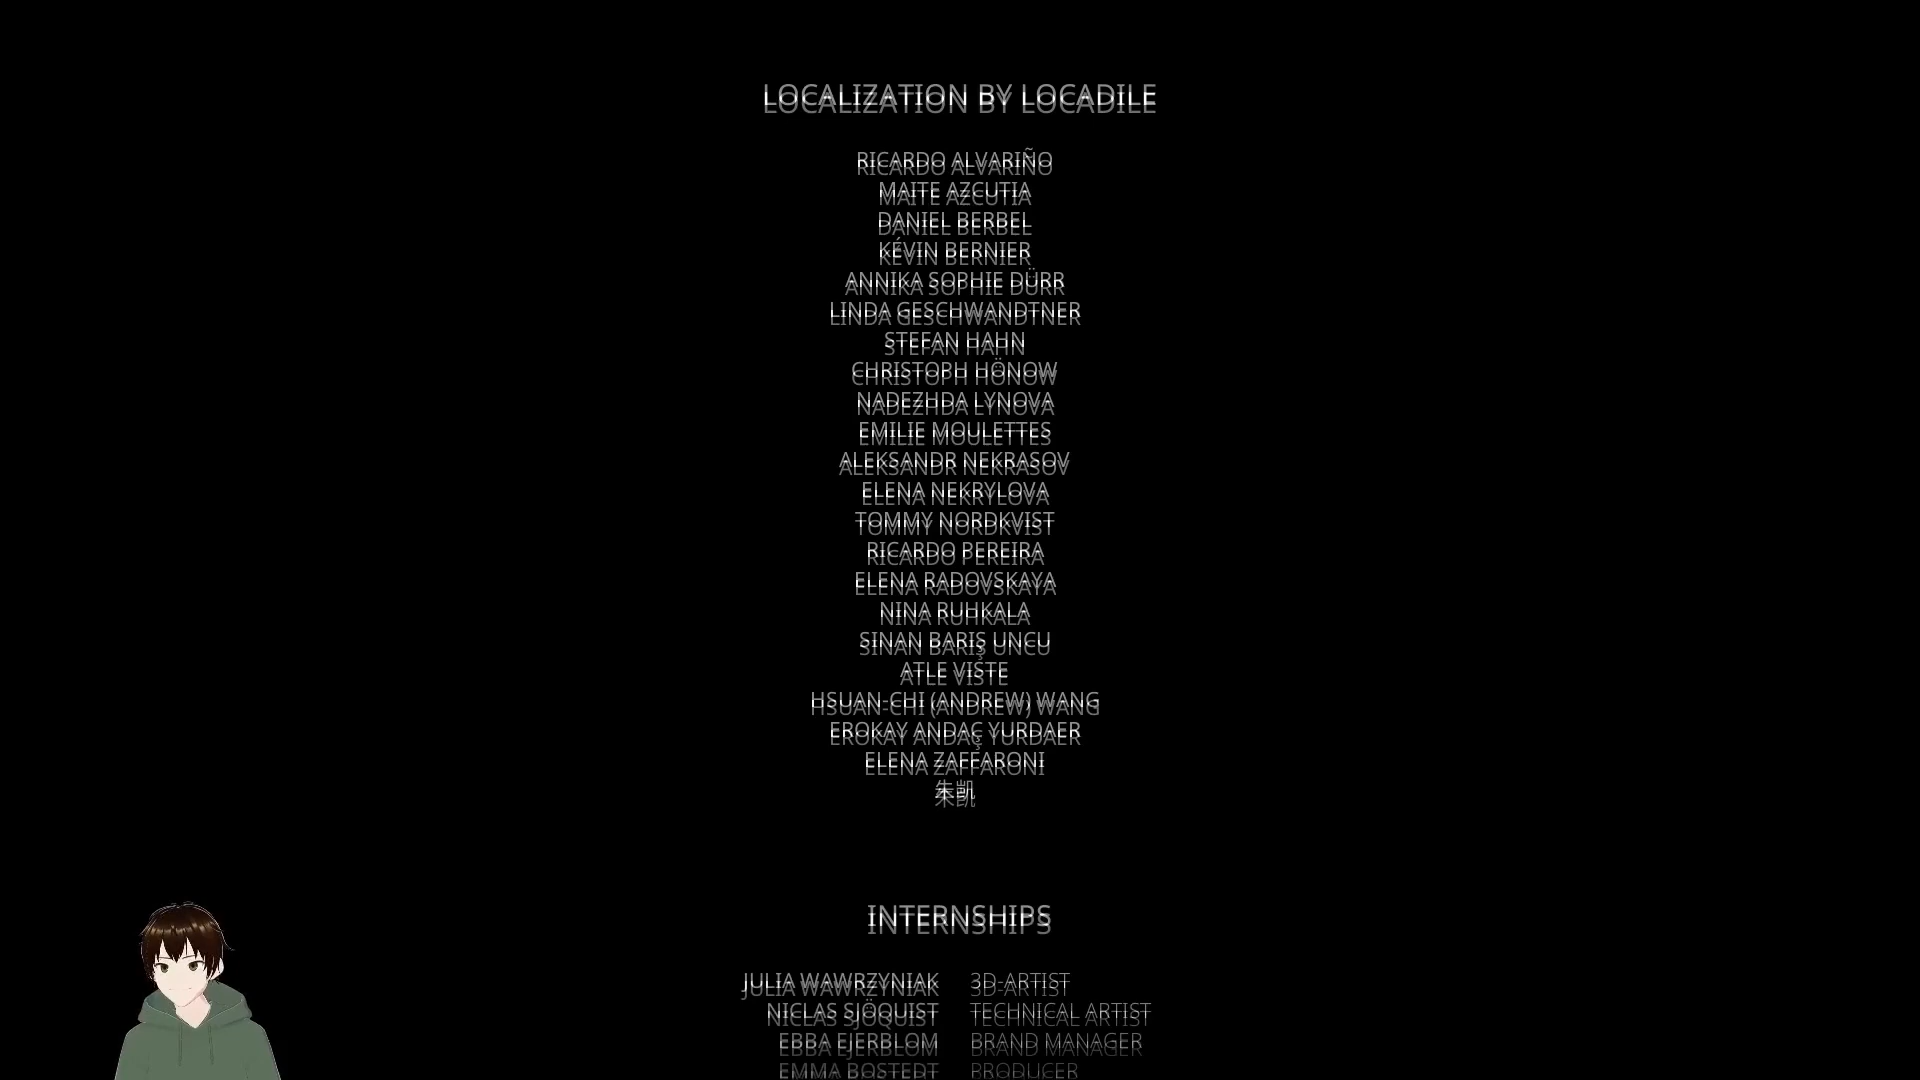 LOCALIZATION BY LOCADILE
RICARDO ALVARIÑO
MAITE AZCUTIA
DANIEL BERBEL
KÉVIN BERNIER
ANNIKA SOPHIE DÜRR
LINDA GESCHWANDTNER
STEFAN HAHN
CHRISTOPH HÖNOW
NADEZHDA LYNOVA
EMILIE MOULETTES
ALEKSANDR NEKRASOV
ELENA NEKRYLOVA
TOMMY NORDKVIST
RICARDO PEREIRA
ELENA RADOVSKAYA
NINA RUHKALA
SINAN BARIŞ UNCU
ATLE VISTE
HSUAN-CHI (ANDREW) WANG
EROKAY ANDAÇ YURDAER
ELENA ZAFFARONI
朱凯
INTERNSHIPS
JULIA WAWRZYNIAK 3D-ARTIST
NICLAS SJÖQUIST TECHNICAL ARTIST
EBBA EJERBLOM BRAND MANAGER
EMMA BOSTEDT PRODUCER